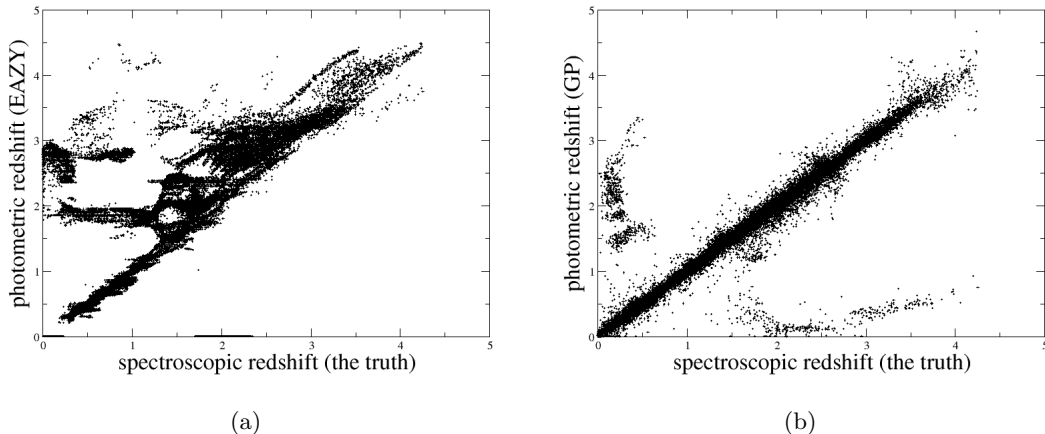 5
4
3
2
1
0
0 1 2 3 4 5
photometric redshift (EAZY)
spectroscopic redshift (the truth)
(a)
5
4
3
2
1
0
0 1 2 3 4 5
photometric redshift (GP)
spectroscopic redshift (the truth)
(b)